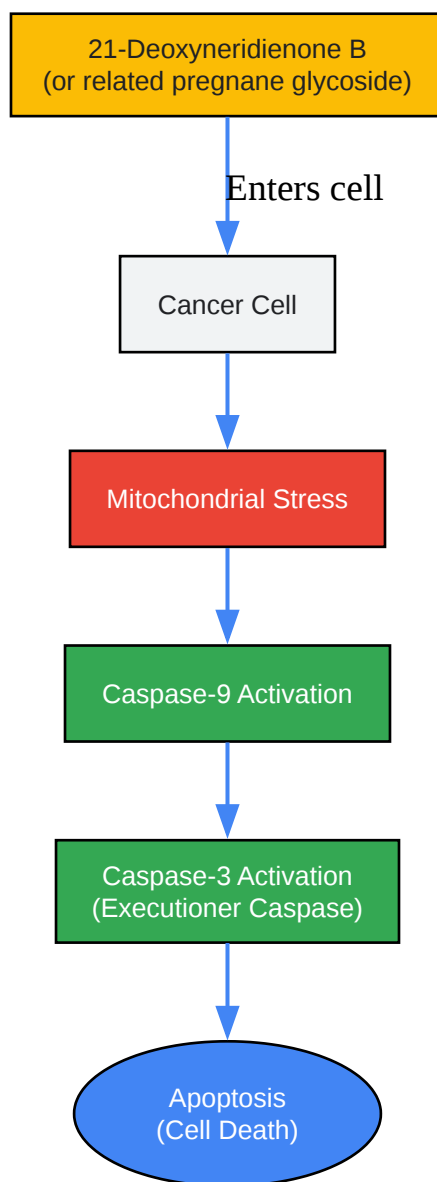 21-Deoxyneridienone B
(or related pregnane glycoside)
Enters cell
Cancer Cell
Mitochondrial Stress
Caspase-9 Activation
Caspase-3 Activation
(Executioner Caspase)
Apoptosis
(Cell Death)